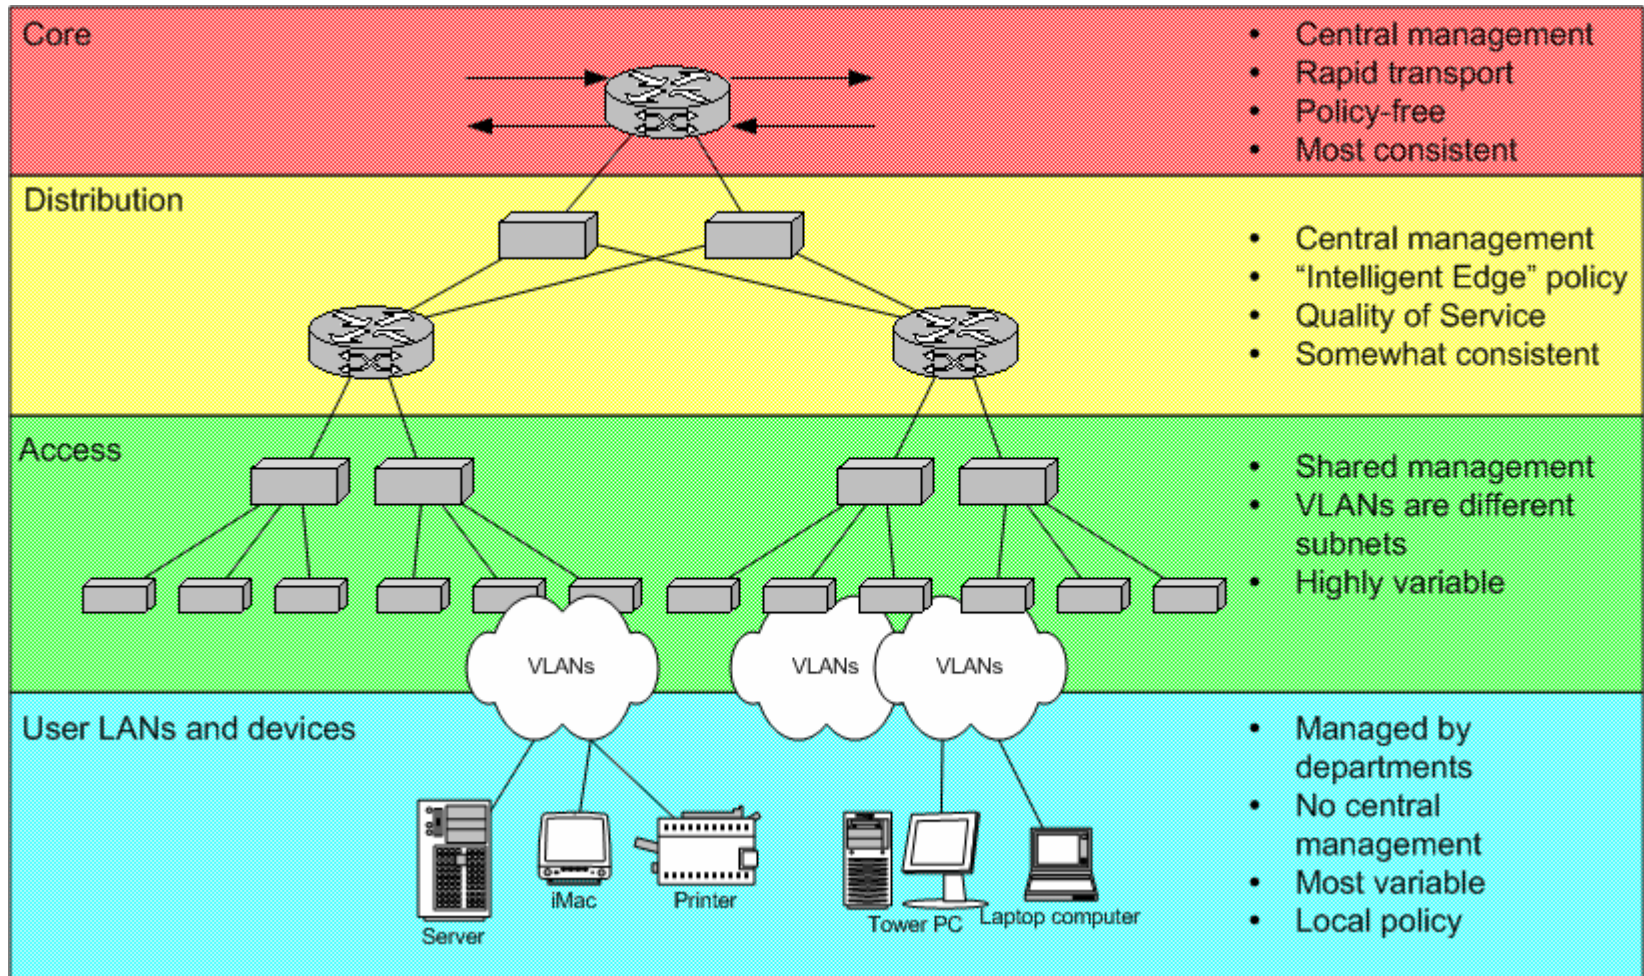 Core
• Central management
• Rapid transport
• Policy-free
• Most consistent
Distribution
• Central management
• “Intelligent Edge” policy
• Quality of Service
• Somewhat consistent
Access
• Shared management
• VLANs are different
subnets
• Highly variable
VLANs
VLANs
VLANs
User LANs and devices
• Managed by
departments
• No central
management
• Most variable
• Local policy
Server
iMac
Printer
Tower PC
Laptop computer